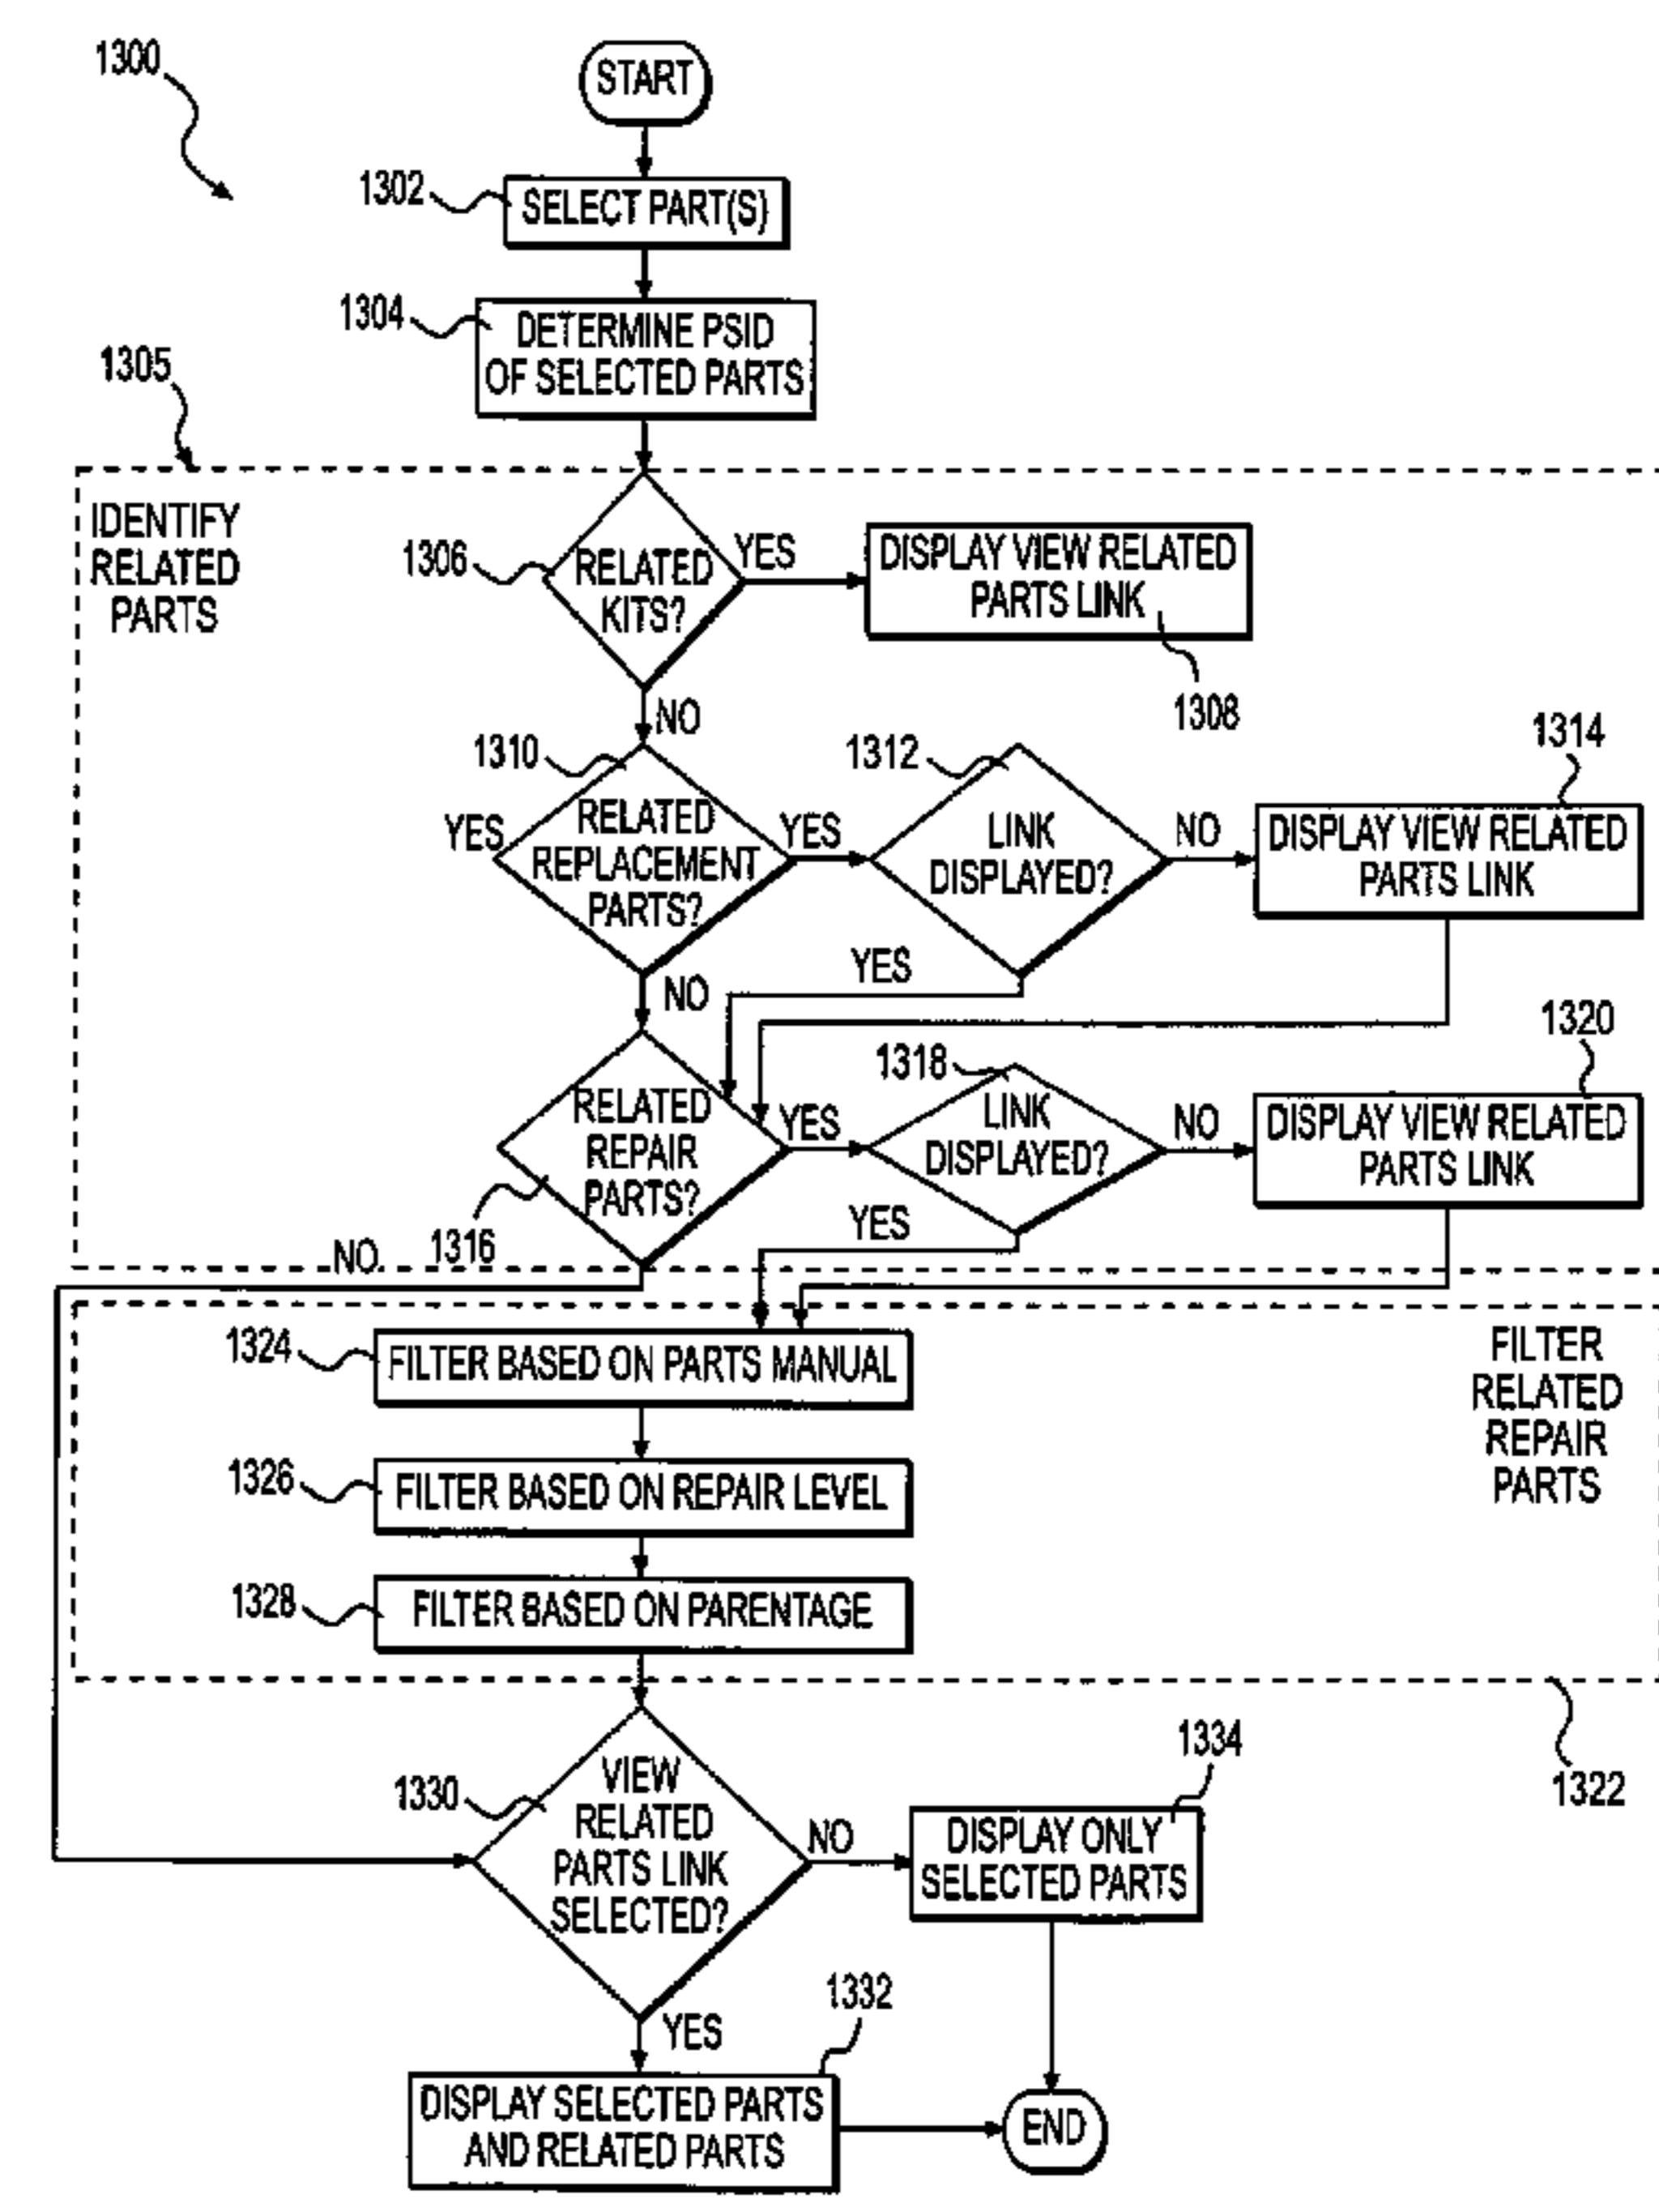 1300
START
1302
SELECT PART(S)
1304
DETERMINE PSID
OF SELECTED PARTS
1305
IDENTIFY
RELATED
PARTS
1306
RELATED
KITS?
YES
DISPLAY VIEW RELATED
PARTS LINK
1308
NO
1310
YES
RELATED
REPLACEMENT
PARTS?
YES
1312
LINK
DISPLAYED?
NO
1314
DISPLAY VIEW RELATED
PARTS LINK
YES
NO
1316
RELATED
REPAIR
PARTS?
YES
1318
LINK
DISPLAYED?
NO
1320
DISPLAY VIEW RELATED
PARTS LINK
YES
NO
1324
FILTER BASED ON PARTS MANUAL
FILTER
RELATED
REPAIR
PARTS
1326
FILTER BASED ON REPAIR LEVEL
1328
FILTER BASED ON PARENTAGE
1322
1330
VIEW
RELATED
PARTS LINK
SELECTED?
NO
1334
DISPLAY ONLY
SELECTED PARTS
YES
1332
DISPLAY SELECTED PARTS
AND RELATED PARTS
END